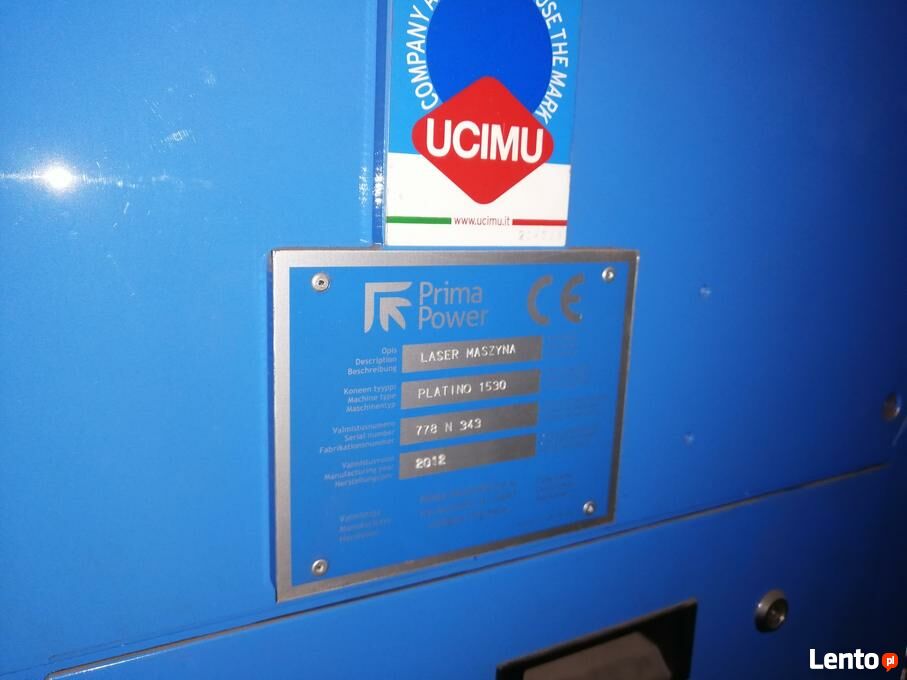 COMPANY A
USE THE MARK
UCIMU
www.ucimu.it
Prima
Power
CE
Opis
Description
Beschreibung
LASER MASZYNA
Koneen tyyppi
Machine type
Maschinentyp
PLATINO 1530
Valmistusnumero
Serial number
Fabrikationsnummer
778 N 343
Valmistusvuosi
Manufacturing year
Herstellungsjahr
2012
Valmistaja
Manufacturer
Hersteller
Lento.pl